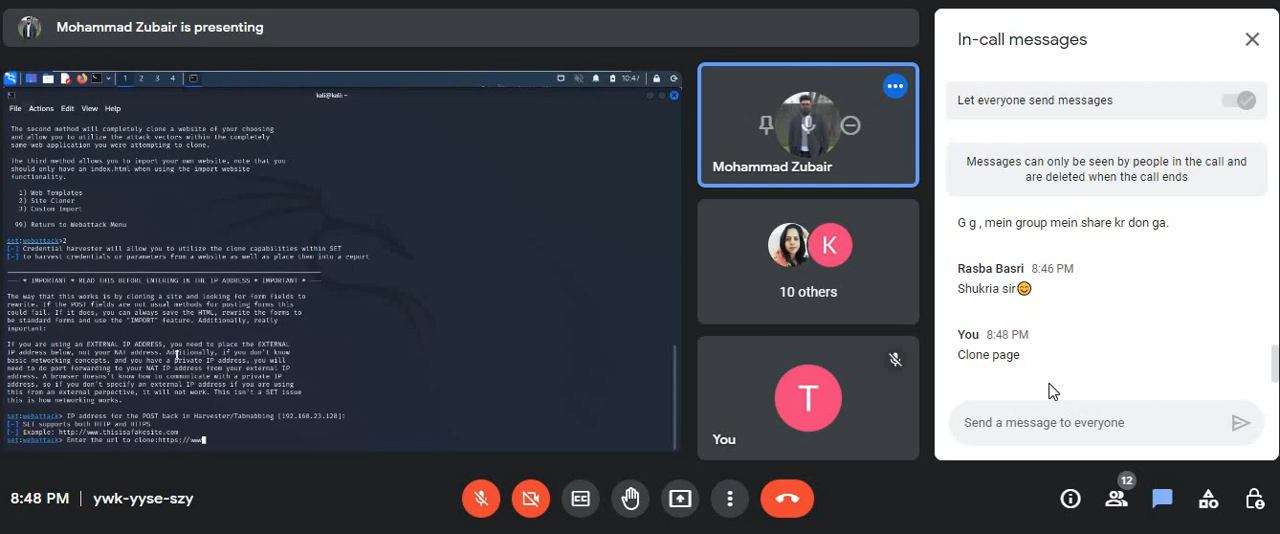 Mohammad Zubair is presenting
1 2 3 4
10:47
kali@kali: ~
File Actions Edit View Help
The second method will completely clone a website of your choosing
and allow you to utilize the attack vectors within the completely
same web application you were attempting to clone.
The third method allows you to import your own website, note that you
should only have an index.html when using the import website
functionality.
1) Web Templates
2) Site Cloner
3) Custom Import
99) Return to Webattack Menu
set:webattack>2
[-] Credential harvester will allow you to utilize the clone capabilities within SET
[-] to harvest credentials or parameters from a website as well as place them into a report
--- * IMPORTANT * READ THIS BEFORE ENTERING IN THE IP ADDRESS * IMPORTANT * ---
The way that this works is by cloning a site and looking for form fields to
rewrite. If the POST fields are not usual methods for posting forms this
could fail. If it does, you can always save the HTML, rewrite the forms to
be standard forms and use the "IMPORT" feature. Additionally, really
important:
If you are using an EXTERNAL IP ADDRESS, you need to place the EXTERNAL
IP address below, not your NAT address. Additionally, if you don't know
basic networking concepts, and you have a private IP address, you will
need to do port forwarding to your NAT IP address from your external IP
address. A browser doesns't know how to communicate with a private IP
address, so if you don't specify an external IP address if you are using
this from an external perpective, it will not work. This isn't a SET issue
this is how networking works.
set:webattack> IP address for the POST back in Harvester/Tabnabbing [192.168.23.128]:
[-] SET supports both HTTP and HTTPS
[-] Example: http://www.thisisafakesite.com
set:webattack> Enter the url to clone:https://www
Mohammad Zubair
K
10 others
T
You
In-call messages
Let everyone send messages
Messages can only be seen by people in the call and
are deleted when the call ends
G g , mein group mein share kr don ga.
Rasba Basri 8:46 PM
Shukria sir😊
You 8:48 PM
Clone page
Send a message to everyone
8:48 PM | ywk-yyse-szy
12